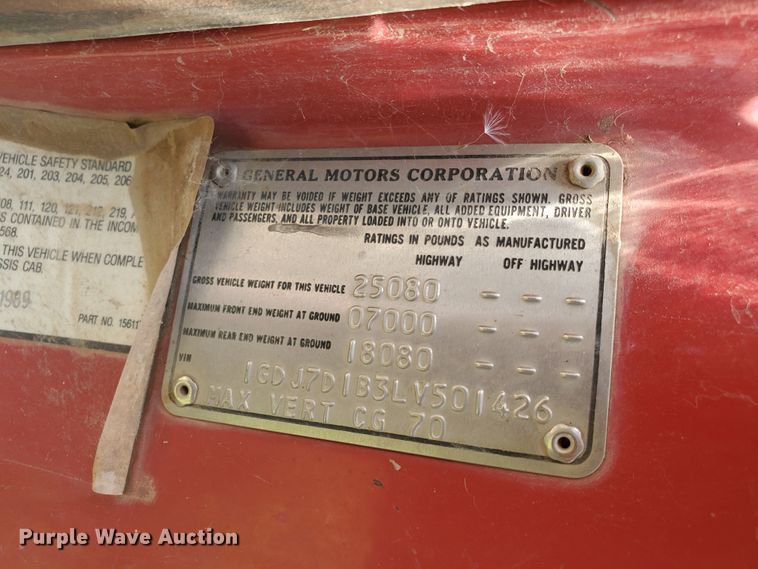 VEHICLE SAFETY STANDARD
24, 201, 203, 204, 205, 206
08, 111, 120, 121, 212, 219,
S CONTAINED IN THE INCOM
568.
THIS VEHICLE WHEN COMPLE
SSIS CAB.
1989
PART NO. 15611
GENERAL MOTORS CORPORATION
WARRANTY MAY BE VOIDED IF WEIGHT EXCEEDS ANY OF RATINGS SHOWN. GROSS
VEHICLE WEIGHT INCLUDES WEIGHT OF BASE VEHICLE, ALL ADDED EQUIPMENT, DRIVER
AND PASSENGERS, AND ALL PROPERTY LOADED INTO OR ONTO VEHICLE.
RATINGS IN POUNDS AS MANUFACTURED
HIGHWAY OFF HIGHWAY
GROSS VEHICLE WEIGHT FOR THIS VEHICLE 25080 - - -
MAXIMUM FRONT END WEIGHT AT GROUND 07000 - - -
MAXIMUM REAR END WEIGHT AT GROUND 18080 - - -
VIN 1GDJ7D1B3LV501426
MAX VERT CG 70
Purple Wave Auction